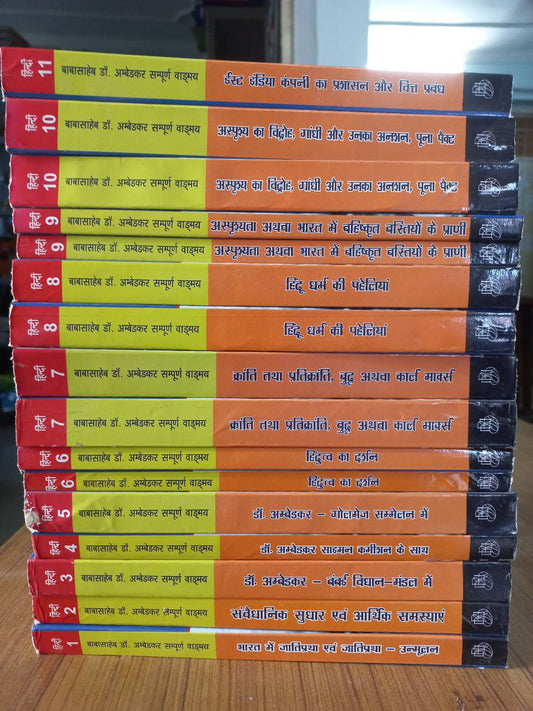 हिन्दी 11 बाबासाहेब डॉ. अम्बेडकर सम्पूर्ण वाङ्मय ईस्ट इंडिया कंपनी का प्रशासन और वित्त प्रबंध
हिन्दी 10 बाबासाहेब डॉ. अम्बेडकर सम्पूर्ण वाङ्मय अस्पृश्य का विद्रोह, गांधी और उनका अनशन, पूना पैक्ट
हिन्दी 10 बाबासाहेब डॉ. अम्बेडकर सम्पूर्ण वाङ्मय अस्पृश्य का विद्रोह, गांधी और उनका अनशन, पूना पैक्ट
हिन्दी 9 बाबासाहेब डॉ. अम्बेडकर सम्पूर्ण वाङ्मय अस्पृश्यता अथवा भारत में बहिष्कृत बस्तियों के प्राणी
हिन्दी 9 बाबासाहेब डॉ. अम्बेडकर सम्पूर्ण वाङ्मय अस्पृश्यता अथवा भारत में बहिष्कृत बस्तियों के प्राणी
हिन्दी 8 बाबासाहेब डॉ. अम्बेडकर सम्पूर्ण वाङ्मय हिंदू धर्म की पहेलियां
हिन्दी 8 बाबासाहेब डॉ. अम्बेडकर सम्पूर्ण वाङ्मय हिंदू धर्म की पहेलियां
हिन्दी 7 बाबासाहेब डॉ. अम्बेडकर सम्पूर्ण वाङ्मय क्रांति तथा प्रतिक्रांति, बुद्ध अथवा कार्ल मार्क्स
हिन्दी 7 बाबासाहेब डॉ. अम्बेडकर सम्पूर्ण वाङ्मय क्रांति तथा प्रतिक्रांति, बुद्ध अथवा कार्ल मार्क्स
हिन्दी 6 बाबासाहेब डॉ. अम्बेडकर सम्पूर्ण वाङ्मय हिंदुत्व का दर्शन
हिन्दी 6 बाबासाहेब डॉ. अम्बेडकर सम्पूर्ण वाङ्मय हिंदुत्व का दर्शन
हिन्दी 5 बाबासाहेब डॉ. अम्बेडकर सम्पूर्ण वाङ्मय डॉ. अम्बेडकर – गोलमेज सम्मेलन में
हिन्दी 4 बाबासाहेब डॉ. अम्बेडकर सम्पूर्ण वाङ्मय डॉ. अम्बेडकर साइमन कमीशन के साथ
हिन्दी 3 बाबासाहेब डॉ. अम्बेडकर सम्पूर्ण वाङ्मय डॉ. अम्बेडकर – बंबई विधान–मंडल में
हिन्दी 2 बाबासाहेब डॉ. अम्बेडकर सम्पूर्ण वाङ्मय संवैधानिक सुधार एवं आर्थिक समस्याएं
हिन्दी 1 बाबासाहेब डॉ. अम्बेडकर सम्पूर्ण वाङ्मय भारत में जातिप्रथा एवं जातिप्रथा – उन्मूलन